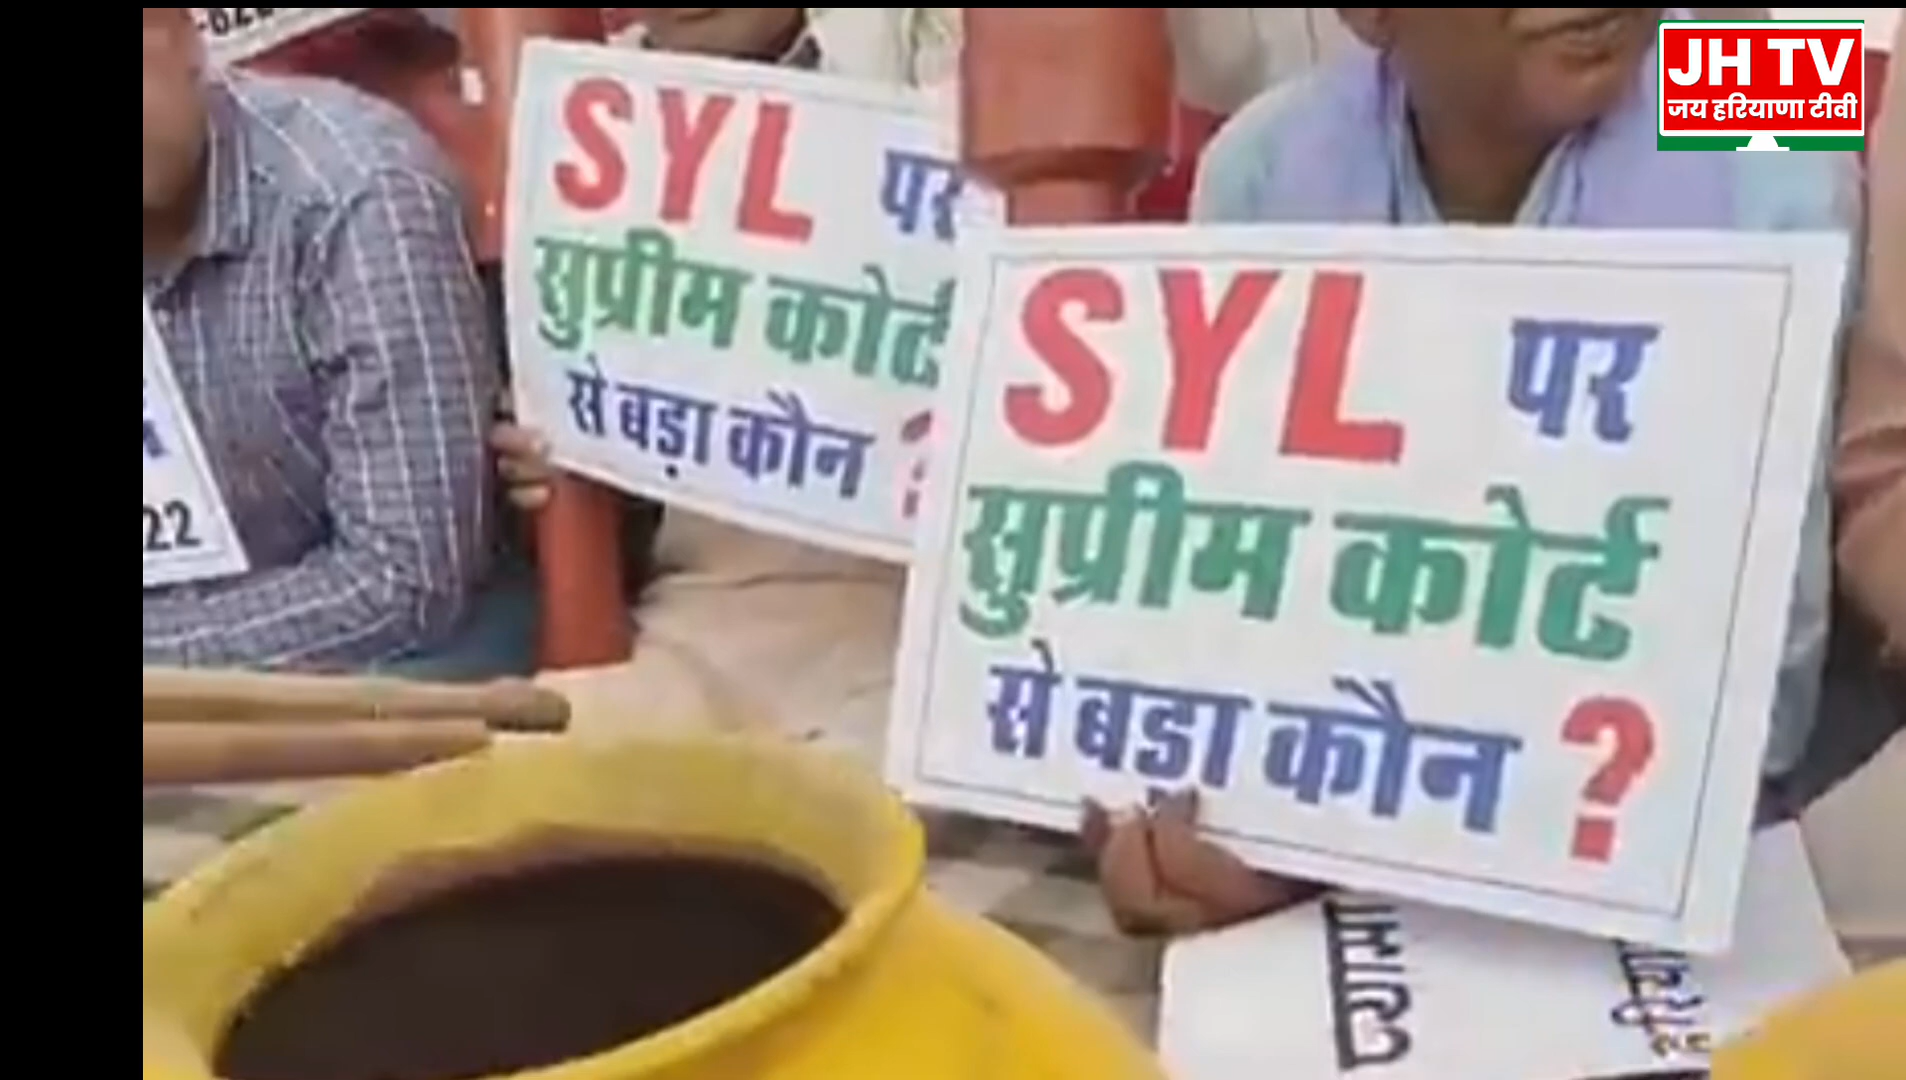 JH TV
जय हरियाणा टीवी
SYL पर
सुप्रीम कोर्ट
से बड़ा कौन ?
SYL पर
सुप्रीम कोर्ट
से बड़ा कौन ?
22